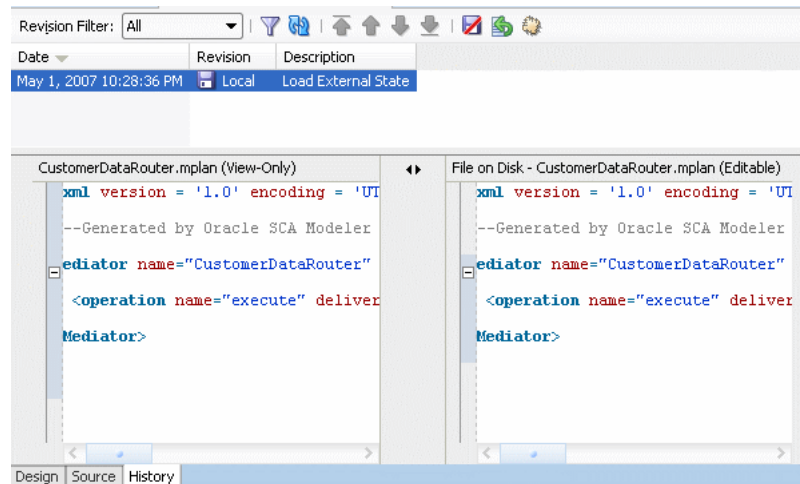 Revision Filter: All
Date Revision Description
May 1, 2007 10:28:36 PM Local Load External State
CustomerDataRouter.mplan (View-Only)
xml version = '1.0' encoding = 'UT
--Generated by Oracle SCA Modeler
ediator name="CustomerDataRouter"
<operation name="execute" deliver
Mediator>
File on Disk - CustomerDataRouter.mplan (Editable)
xml version = '1.0' encoding = 'UT
--Generated by Oracle SCA Modeler
ediator name="CustomerDataRouter"
<operation name="execute" deliver
Mediator>
Design Source History